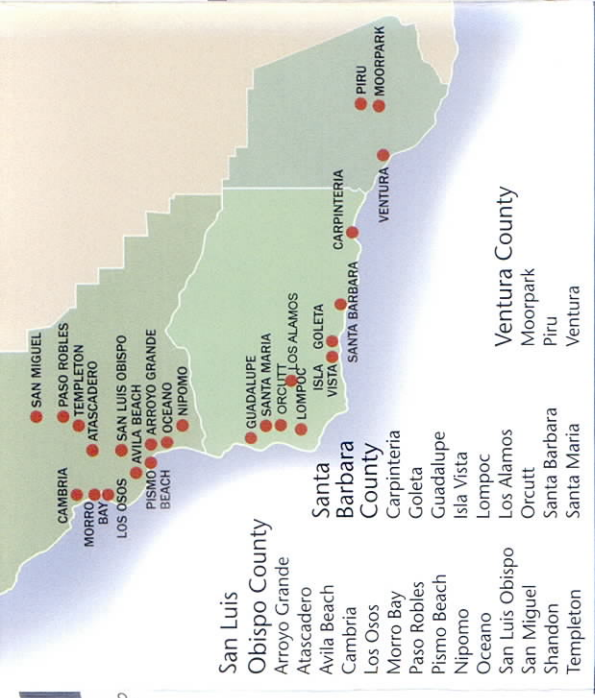 SAN MIGUEL
PASO ROBLES
TEMPLETON
ATASCADERO
CAMBRIA
MORRO
BAY
LOS OSOS
SAN LUIS OBISPO
AVILA BEACH
ARROYO GRANDE
PISMO
BEACH
OCEANO
NIPOMO
GUADALUPE
SANTA MARIA
ORCUTT
LOS ALAMOS
LOMPOC
ISLA
VISTA
GOLETA
SANTA BARBARA
CARPINTERIA
VENTURA
PIRU
MOORPARK
San Luis
Obispo County
Arroyo Grande
Atascadero
Avila Beach
Cambria
Los Osos
Morro Bay
Paso Robles
Pismo Beach
Nipomo
Oceano
San Luis Obispo
San Miguel
Shandon
Templeton
Santa
Barbara
County
Carpinteria
Goleta
Guadalupe
Isla Vista
Lompoc
Los Alamos
Orcutt
Santa Barbara
Santa Maria
Ventura County
Moorpark
Piru
Ventura